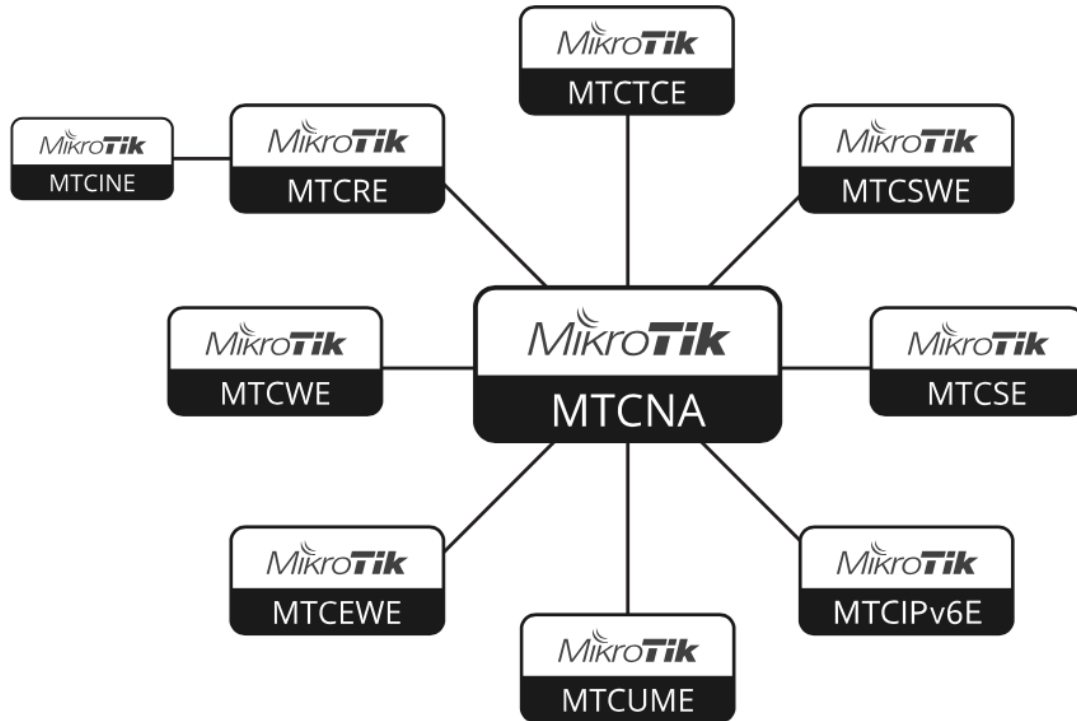 MikroTik
MTCTCE
MikroTik
MTCINE
MikroTik
MTCRE
MikroTik
MTCSWE
MikroTik
MTCWE
MikroTik
MTCNA
MikroTik
MTCSE
MikroTik
MTCEWE
MikroTik
MTCUME
MikroTik
MTCIPv6E